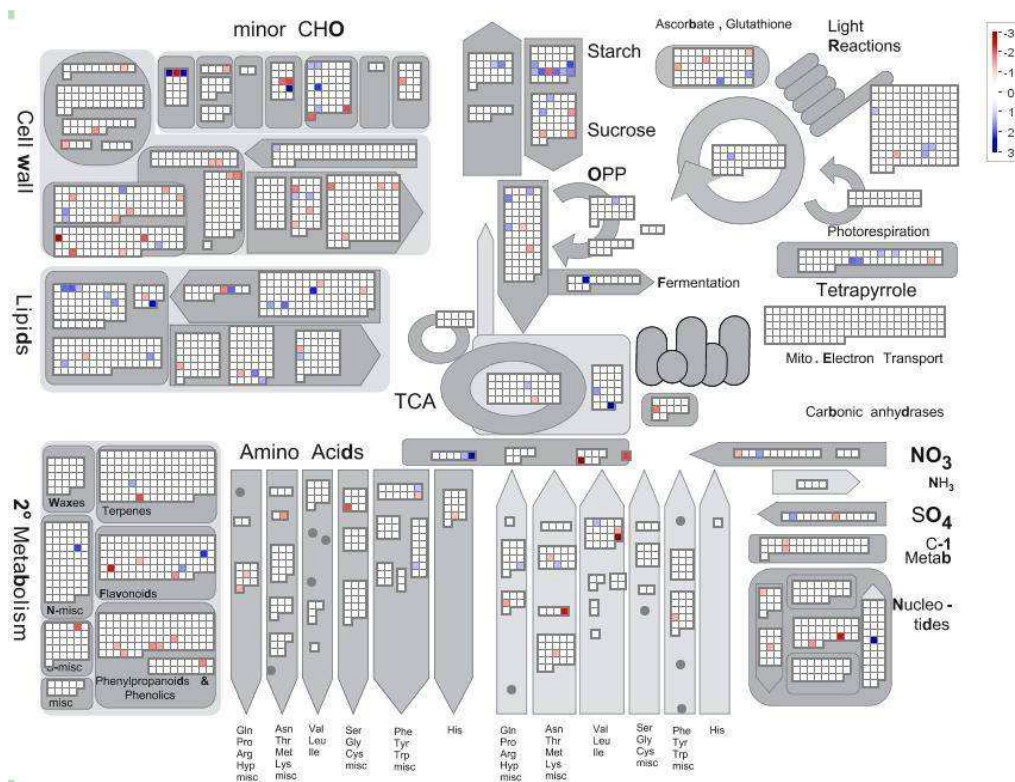 minor CHO
Cell wall
Lipids
2° Metabolism
Starch
Sucrose
OPP
Fermentation
TCA
Ascorbate , Glutathione
Light
Reactions
-3
-2
-1
0
1
2
3
Photorespiration
Tetrapyrrole
Mito . Electron Transport
Carbonic anhydrases
Amino Acids
Waxes
Terpenes
N-misc
Flavonoids
-misc
misc
Phenylpropanoids &
Phenolics
NO3
NH3
SO4
C-1
Metab
Nucleo -
tides
Gln
Pro
Arg
Hyp
misc
Asn
Thr
Met
Lys
misc
Val
Leu
Ile
Ser
Gly
Cys
misc
Phe
Tyr
Trp
misc
His
Gln
Pro
Arg
Hyp
misc
Asn
Thr
Met
Lys
misc
Val
Leu
Ile
Ser
Gly
Cys
misc
Phe
Tyr
Trp
misc
His